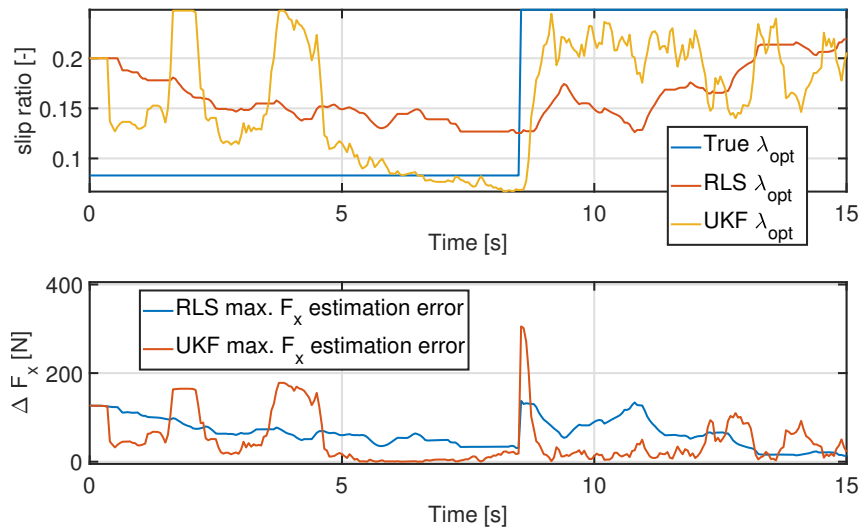 slip ratio [-]
0.2
0.15
0.1
0
5
10
15
Time [s]
True λopt
RLS λopt
UKF λopt
Δ Fx [N]
400
200
0
RLS max. Fx estimation error
UKF max. Fx estimation error
0
5
10
15
Time [s]